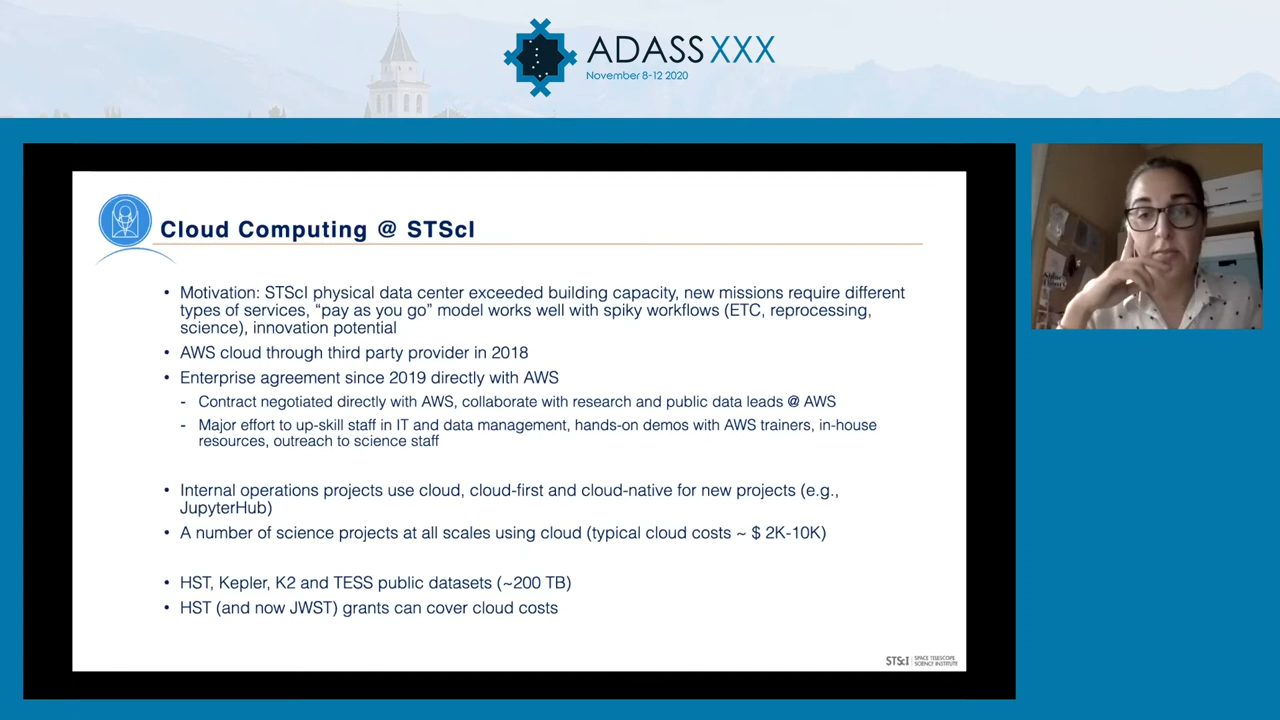 ADASS XXX
November 8-12 2020
Cloud Computing @ STScI
• Motivation: STScI physical data center exceeded building capacity, new missions require different
types of services, “pay as you go” model works well with spiky workflows (ETC, reprocessing,
science), innovation potential
• AWS cloud through third party provider in 2018
• Enterprise agreement since 2019 directly with AWS
- Contract negotiated directly with AWS, collaborate with research and public data leads @ AWS
- Major effort to up-skill staff in IT and data management, hands-on demos with AWS trainers, in-house
resources, outreach to science staff
• Internal operations projects use cloud, cloud-first and cloud-native for new projects (e.g.,
JupyterHub)
• A number of science projects at all scales using cloud (typical cloud costs ~ $ 2K-10K)
• HST, Kepler, K2 and TESS public datasets (~200 TB)
• HST (and now JWST) grants can cover cloud costs
STScI | SPACE TELESCOPE
SCIENCE INSTITUTE